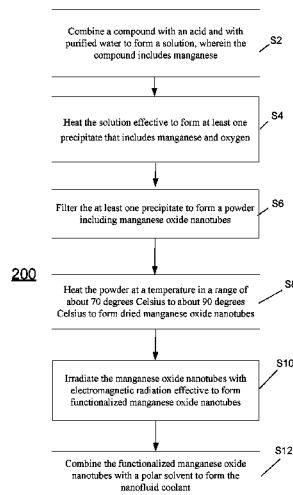 Combine a compound with an acid and with
purified water to form a solution, wherein the
compound includes manganese
S2
Heat the solution effective to form at least one
precipitate that includes manganese and oxygen
S4
Filter the at least one precipitate to form a powder
including manganese oxide nanotubes
S6
200
Heat the powder at a temperature in a range of
about 70 degrees Celsius to about 90 degrees
Celsius to form dried manganese oxide nanotubes
S8
Irradiate the manganese oxide nanotubes with
electromagnetic radiation effective to form
functionalized manganese oxide nanotubes
S10
Combine the functionalized manganese oxide
nanotubes with a polar solvent to form the
nanofluid coolant
S12